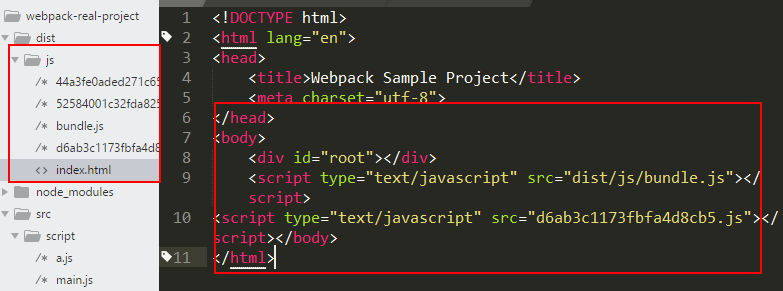 webpack-real-project
dist
js
44a3fe0aded271c65
52584001c32fda825
bundle.js
d6ab3c1173fbfa4d8
index.html
node_modules
src
script
a.js
main.js
1 <!DOCTYPE html>
2 <html lang="en">
3 <head>
4 <title>Webpack Sample Project</title>
5 <meta charset="utf-8">
6 </head>
7 <body>
8 <div id="root"></div>
9 <script type="text/javascript" src="dist/js/bundle.js"></
script>
10 <script type="text/javascript" src="d6ab3c1173fbfa4d8cb5.js"></
script></body>
11 </html>